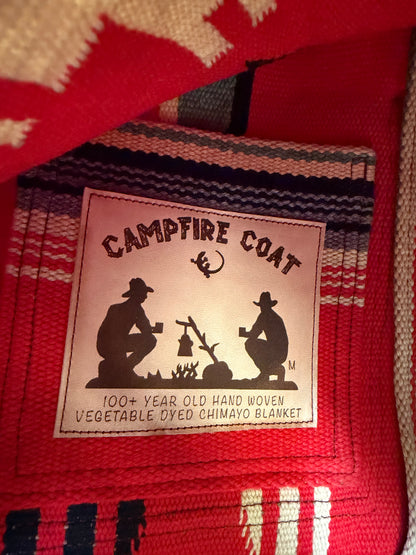 CAMPFIRE COAT
M
100+ YEAR OLD HAND WOVEN
VEGETABLE DYED CHIMAYO BLANKET